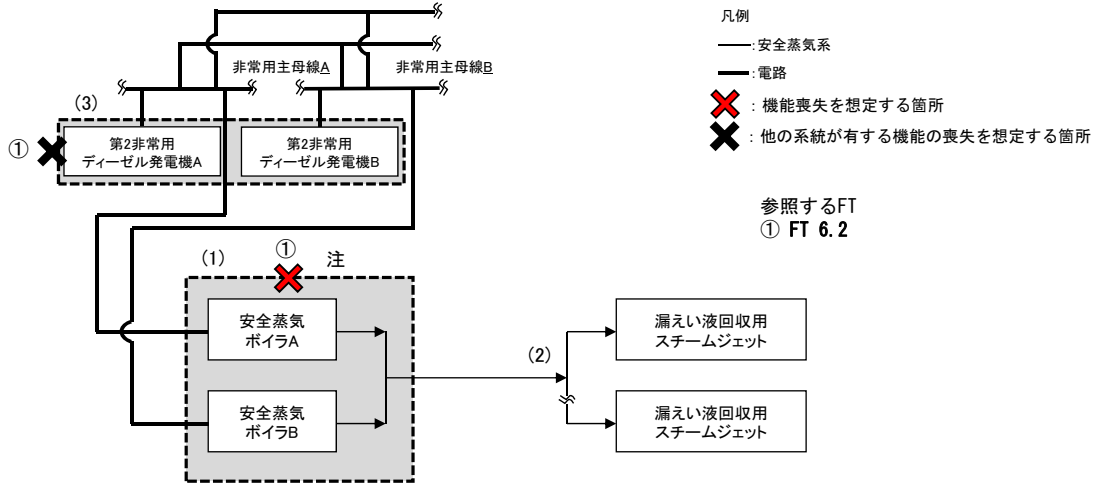 非常用主母線A
非常用主母線B
(3)
①
第2非常用
ディーゼル発電機A
第2非常用
ディーゼル発電機B
(1)
①
注
安全蒸気
ボイラA
安全蒸気
ボイラB
(2)
漏えい液回収用
スチームジェット
漏えい液回収用
スチームジェット
凡例
:安全蒸気系
:電路
:機能喪失を想定する箇所
:他の系統が有する機能の喪失を想定する箇所
参照するFT
① FT 6.2